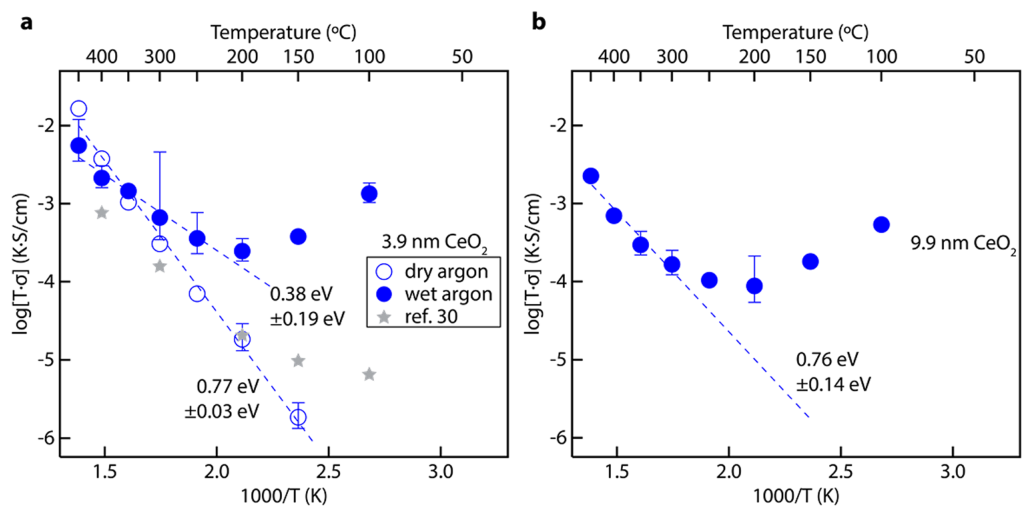 a
Temperature (ºC)
400 300 200 150 100 50
-2
-3
-4
-5
-6
log[T·σ] (K·S/cm)
3.9 nm CeO2
dry argon
wet argon
ref. 30
0.38 eV
±0.19 eV
0.77 eV
±0.03 eV
1.5 2.0 2.5 3.0
1000/T (K)
b
Temperature (ºC)
400 300 200 150 100 50
-2
-3
-4
-5
-6
log[T·σ] (K·S/cm)
9.9 nm CeO2
0.76 eV
±0.14 eV
1.5 2.0 2.5 3.0
1000/T (K)